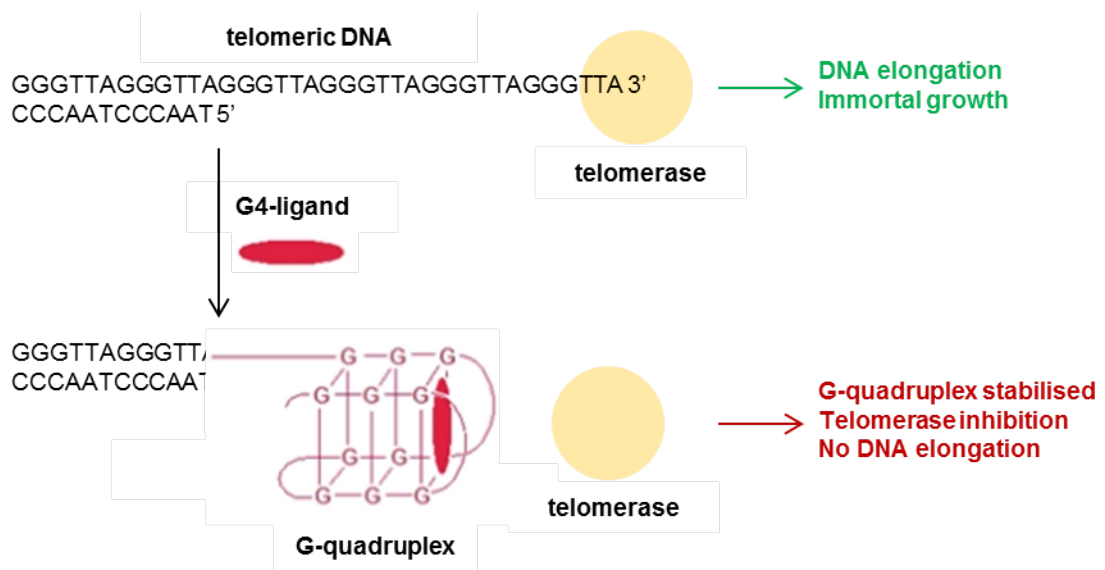 telomeric DNA
GGGTTAGGGTTAGGGTTAGGGTTAGGGTTAGGGTTA 3’
CCCAATCCCAAT 5’
DNA elongation
Immortal growth
telomerase
G4-ligand
GGGTTAGGGTTA
CCCAATCCCAAT
G G G
G G G
G G
G G G
G-quadruplex
telomerase
G-quadruplex stabilised
Telomerase inhibition
No DNA elongation